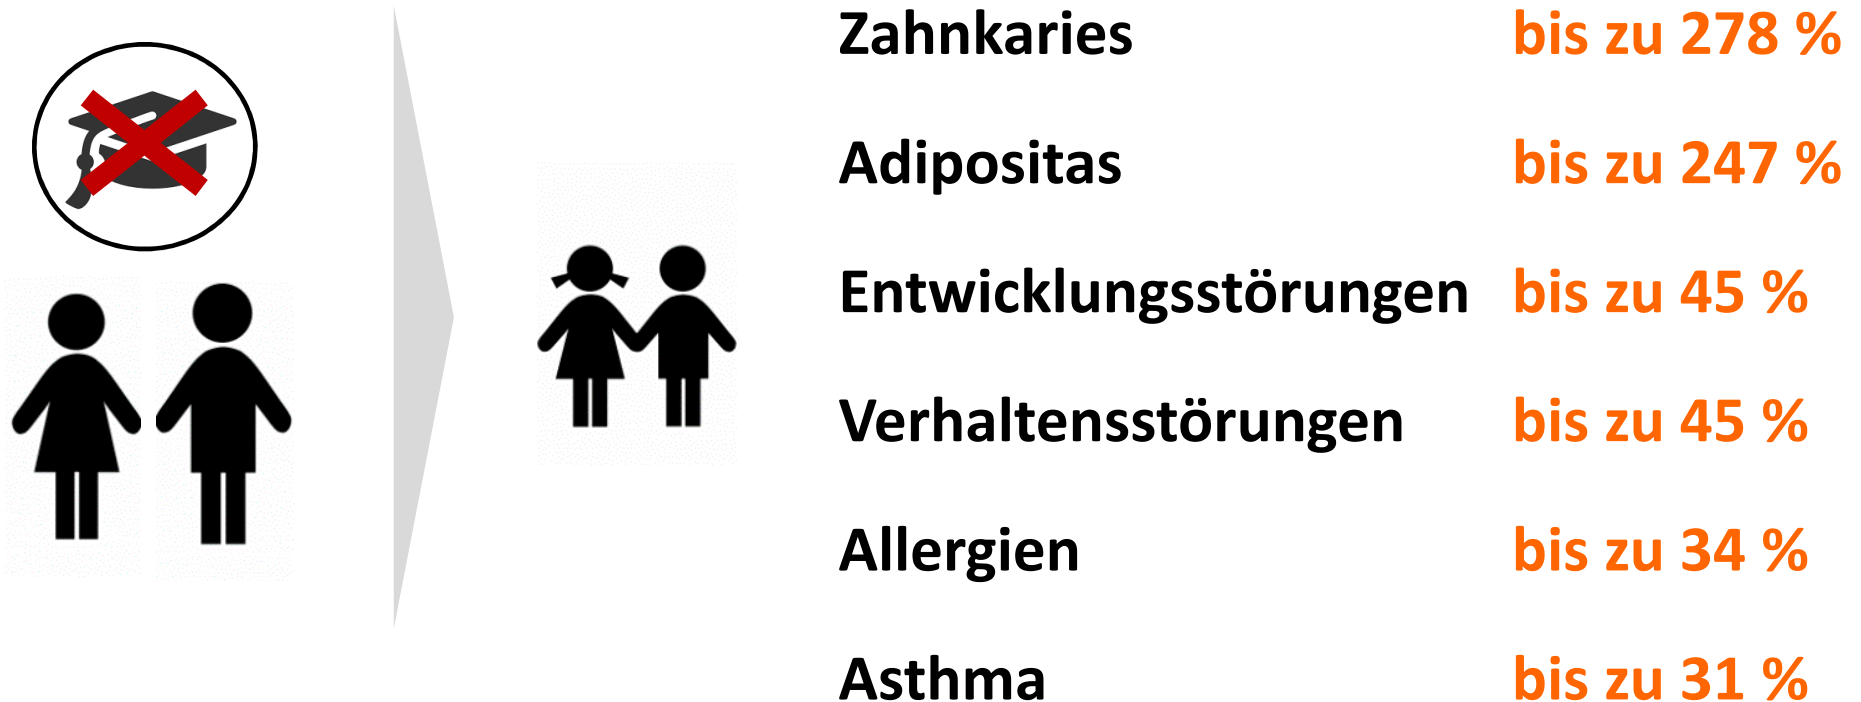 Zahnkaries bis zu 278 %
Adipositas bis zu 247 %
Entwicklungsstörungen bis zu 45 %
Verhaltensstörungen bis zu 45 %
Allergien bis zu 34 %
Asthma bis zu 31 %